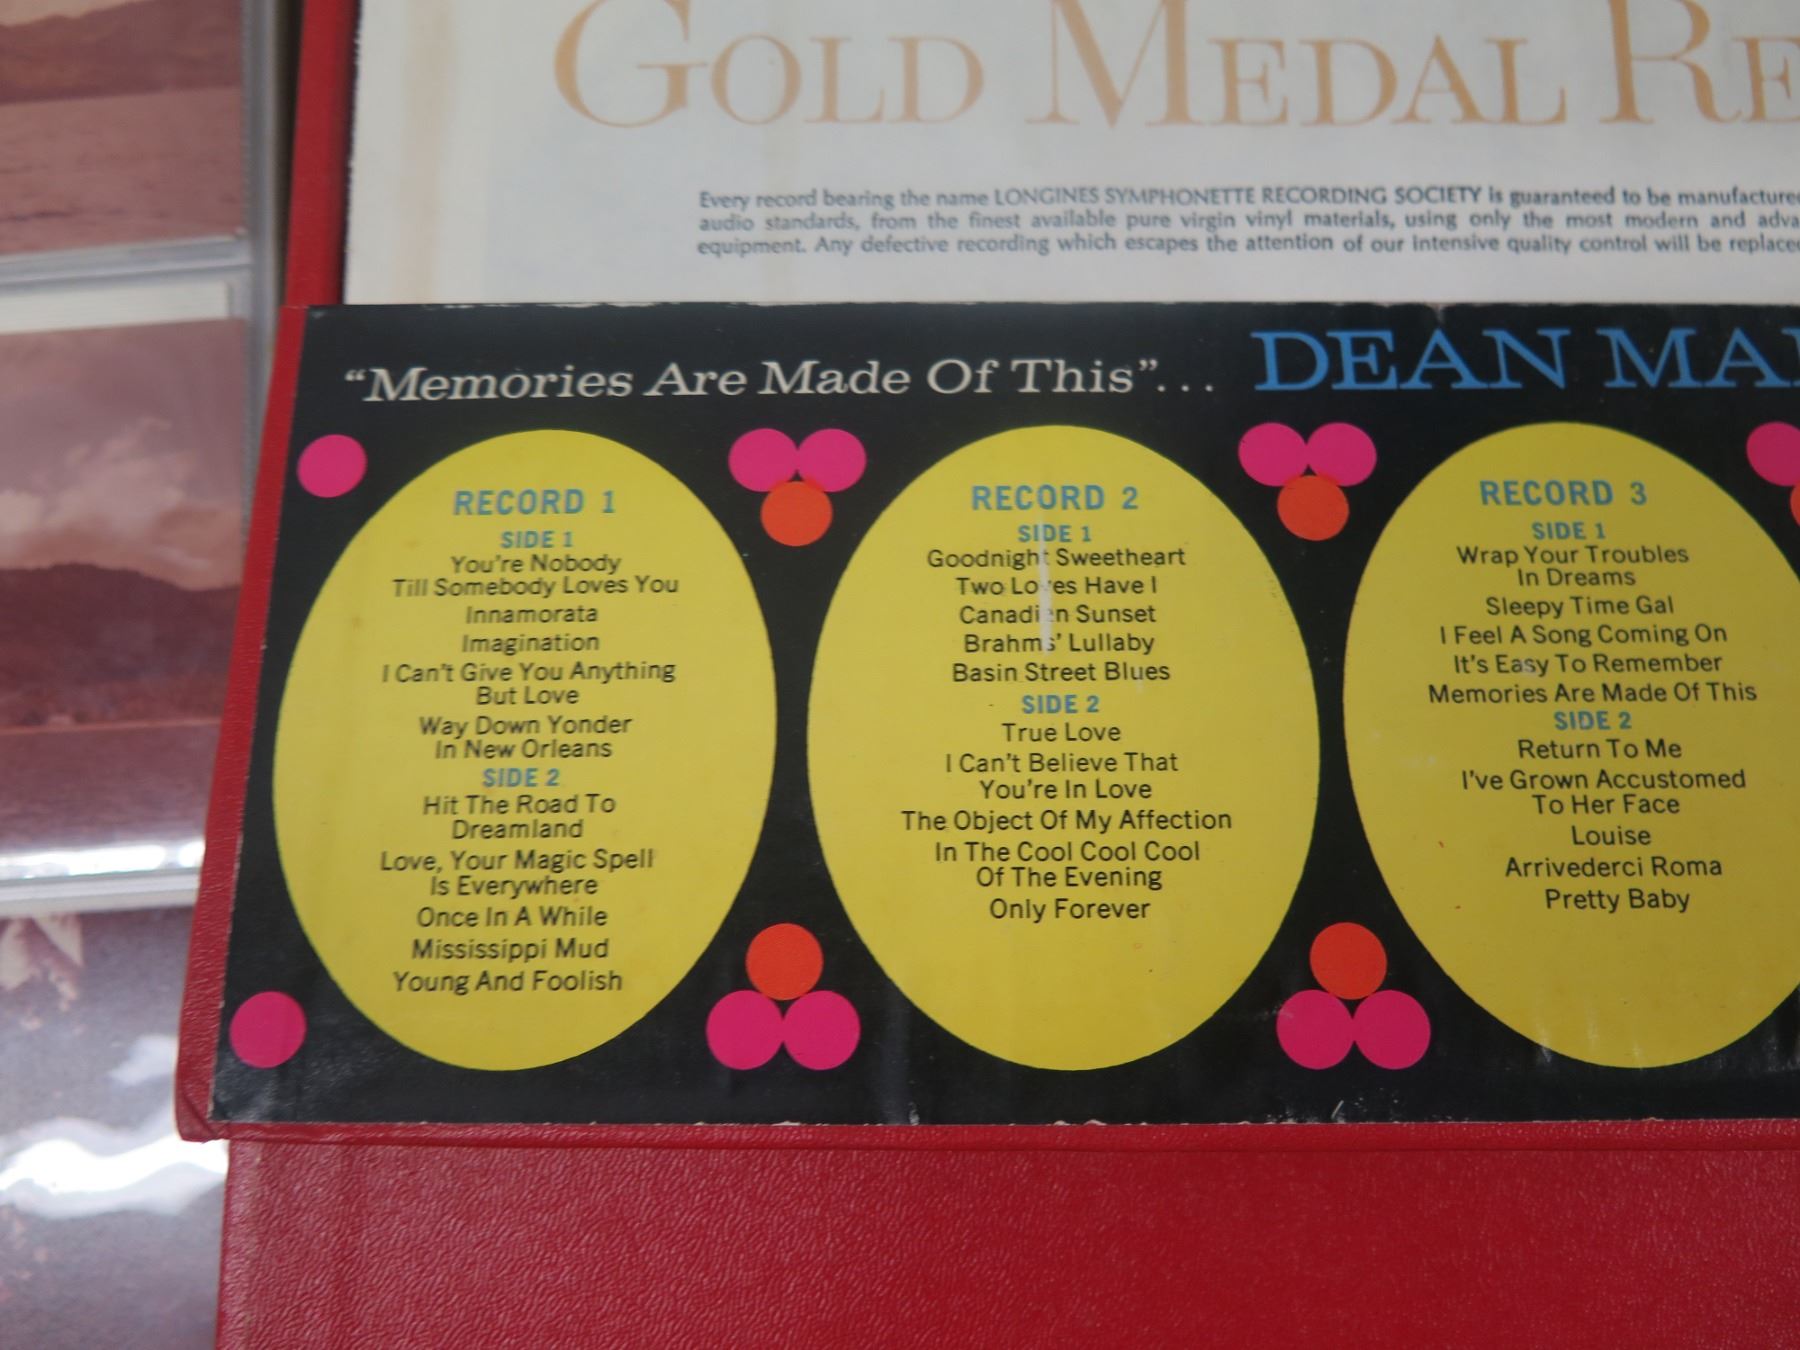 GOLD MEDAL
Every record bearing the name LONGINES SYMPHONETTE RECORDING SOCIETY is guaranteed to be
audio standards, from the finest available pure virgin vinyl materials, using only the most modern and
equipment. Any defective recording which escapes the attention of our intensive quality control will be
"Memories Are Made Of This"... DEAN
RECORD 1
SIDE 1
You're Nobody
Till Somebody Loves You
Innamorata
Imagination
I Can't Give You Anything
But Love
Way Down Yonder
In New Orleans
SIDE 2
Hit The Road To
Dreamland
Love, Your Magic Spell
Is Everywhere
Once In A While
Mississippi Mud
Young And Foolish
RECORD 2
SIDE 1
Goodnight Sweetheart
Two Loves Have I
Canadian Sunset
Brahms' Lullaby
Basin Street Blues
SIDE 2
True Love
I Can't Believe That
You're In Love
The Object Of My Affection
In The Cool Cool Cool
Of The Evening
Only Forever
RECORD 3
SIDE 1
Wrap Your Troubles
In Dreams
Sleepy Time Gal
I Feel A Song Coming On
It's Easy To Remember
Memories Are Made Of This
SIDE 2
Return To Me
I've Grown Accustomed
To Her Face
Louise
Arrivederci Roma
Pretty Baby